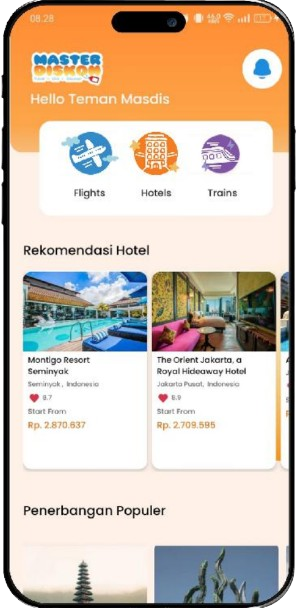 08.28
MASTER
DISKON
Hello Teman Masdis
Flights
Hotels
Trains
Rekomendasi Hotel
Montigo Resort
Seminyak
Seminyak, Indonesia
8.7
Start From
Rp. 2.870.637
The Orient Jakarta, a
Royal Hideaway Hotel
Jakarta Pusat, Indonesia
8.9
Start From
Rp. 2.709.595
Penerbangan Populer